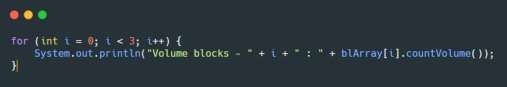 for (int i = 0; i < 3; i++) {
    System.out.println("Volume blocks - " + i + " : " + blArray[i].countVolume());
}